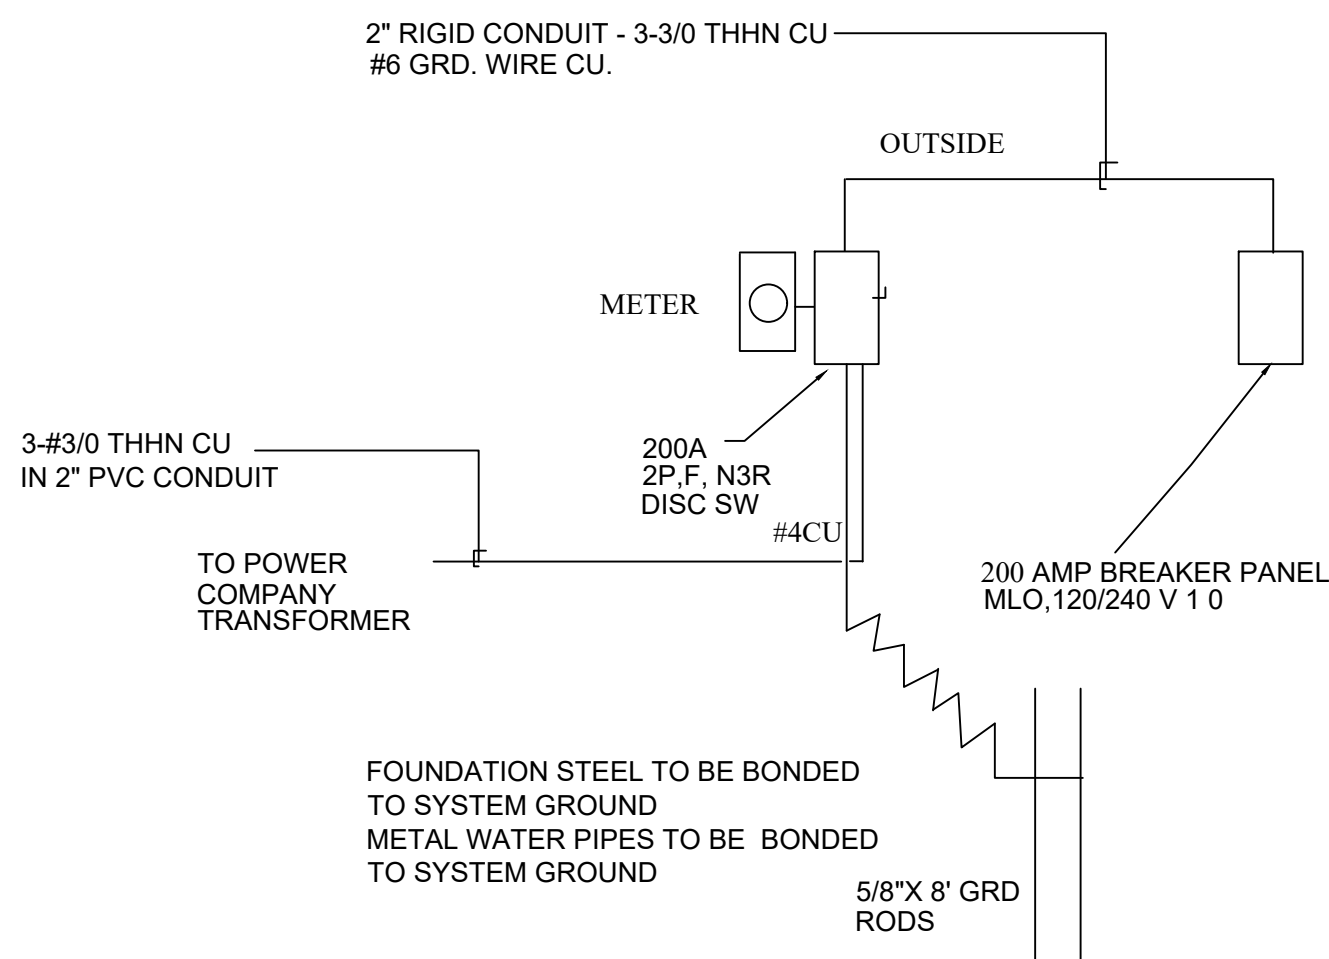 2" RIGID CONDUIT - 3-3/0 THHN CU
#6 GRD. WIRE CU.
OUTSIDE
METER
3-#3/0 THHN CU
IN 2" PVC CONDUIT
200A
2P,F, N3R
DISC SW
#4CU
TO POWER
COMPANY
TRANSFORMER
200 AMP BREAKER PANEL
MLO,120/240 V 1 0
FOUNDATION STEEL TO BE BONDED
TO SYSTEM GROUND
METAL WATER PIPES TO BE BONDED
TO SYSTEM GROUND
5/8"X 8' GRD
RODS